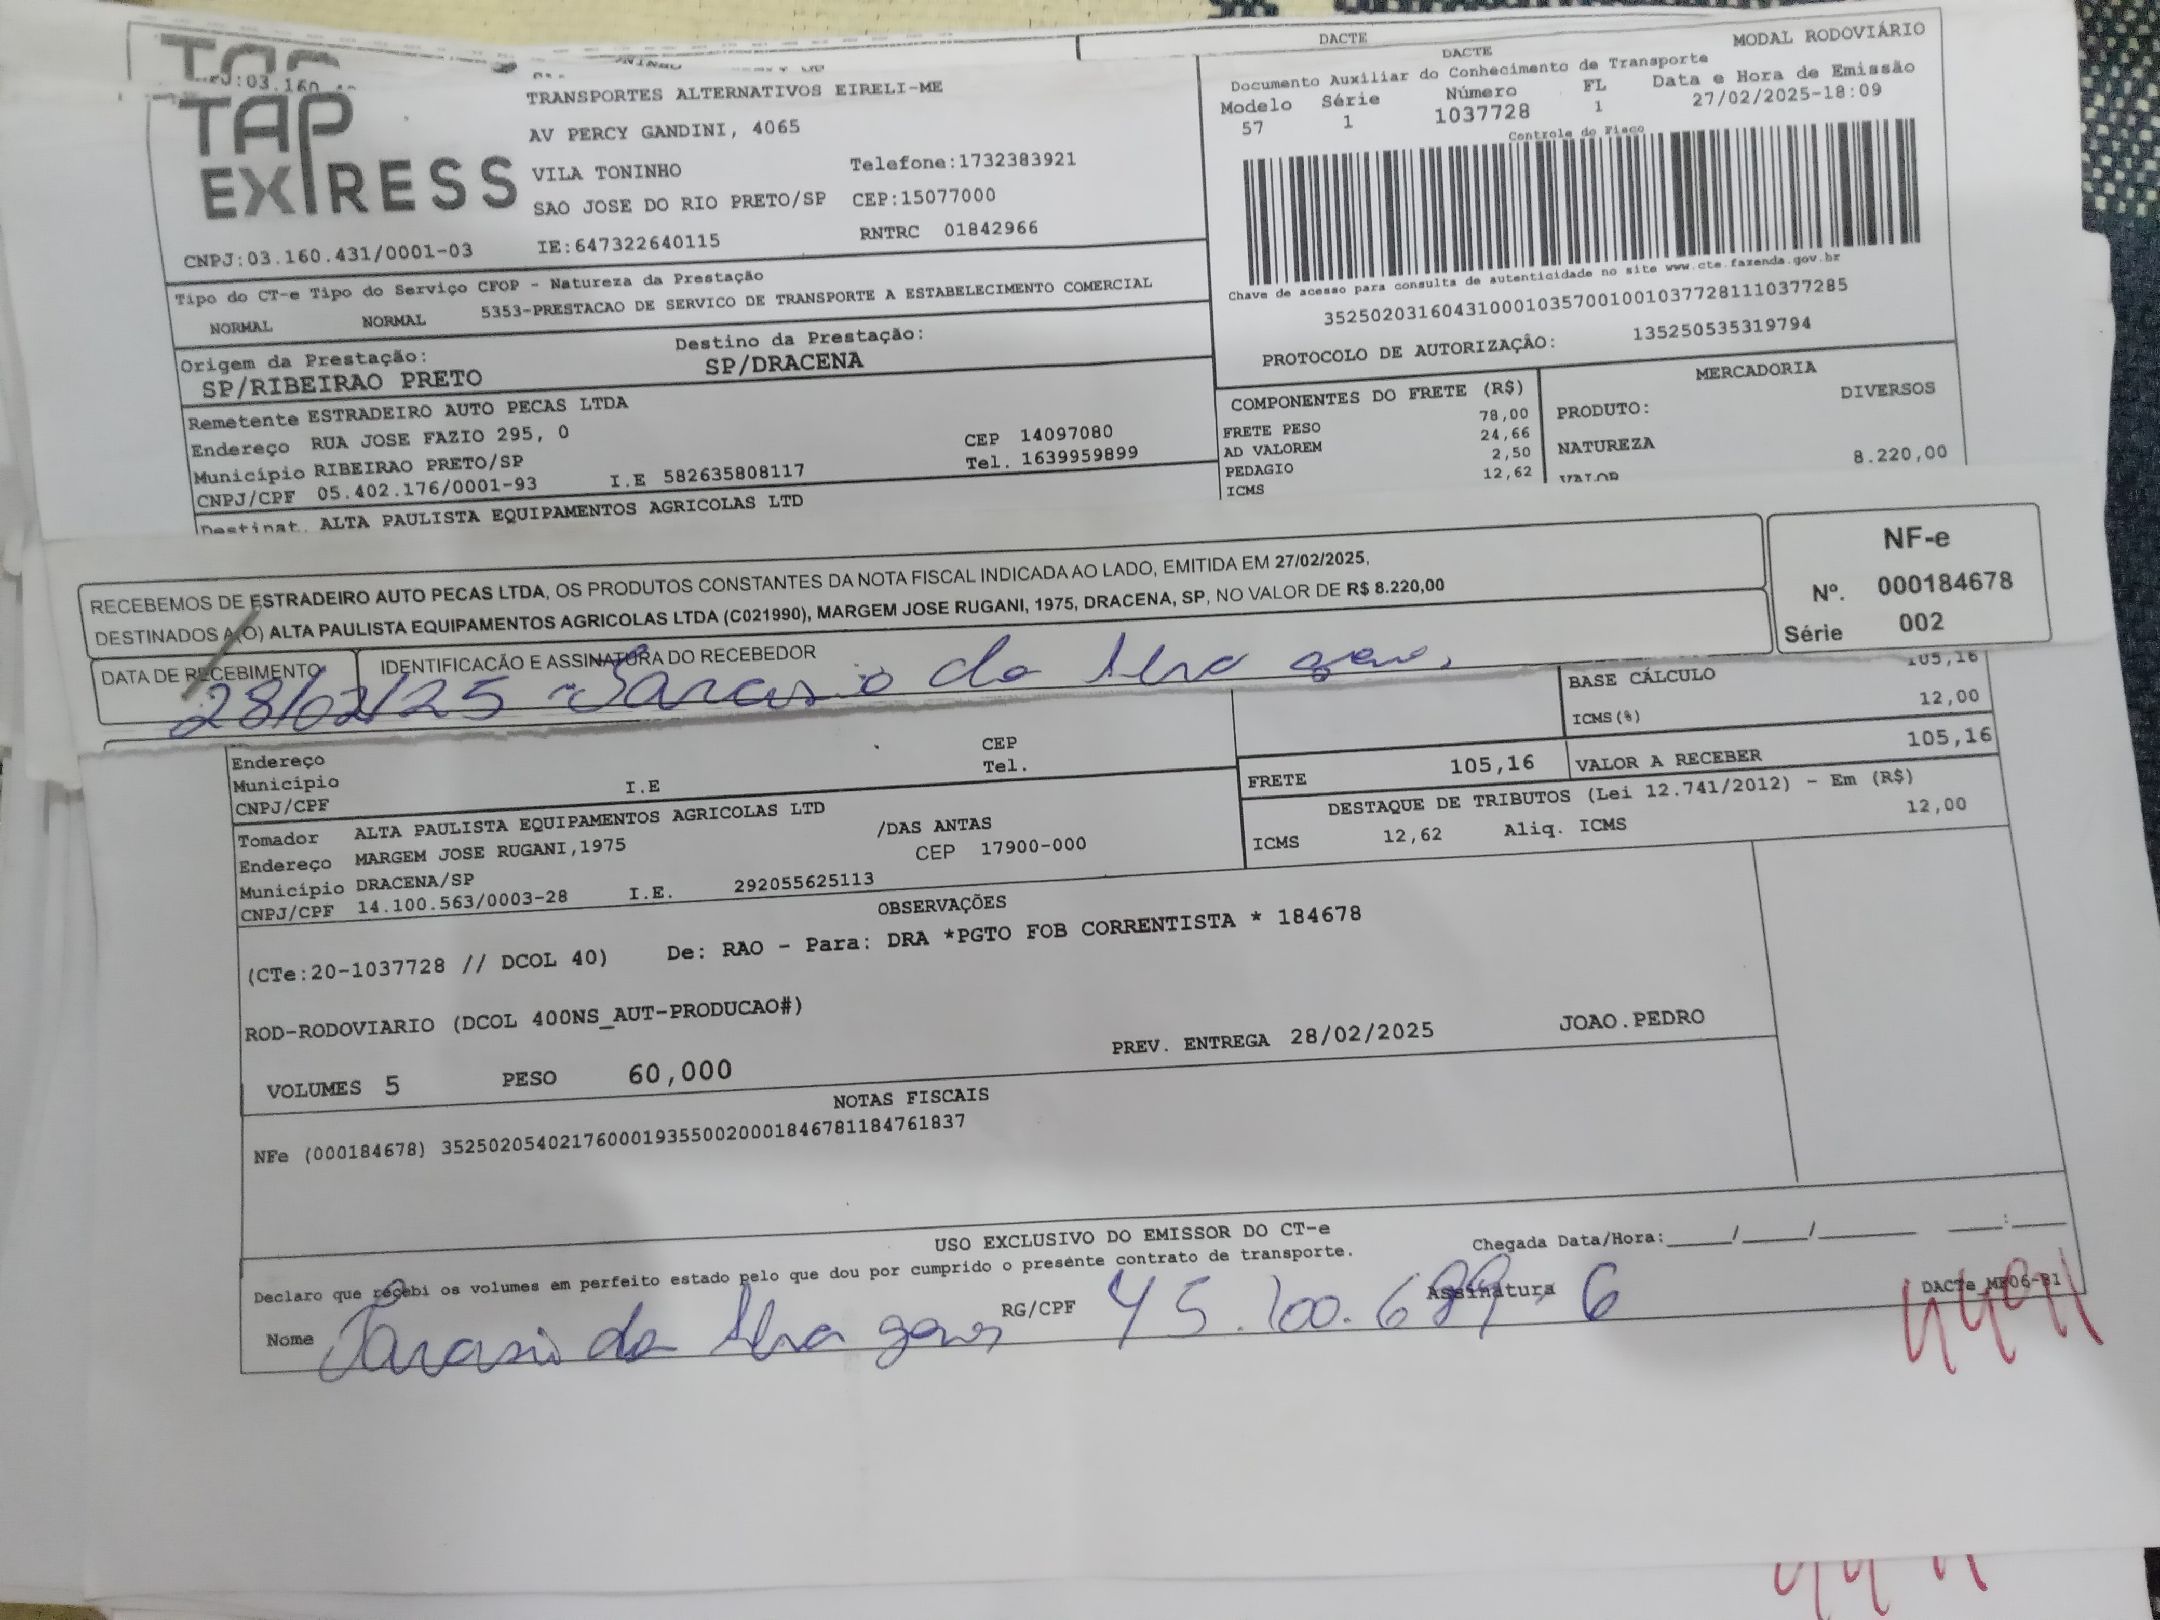 TAP EXPRESS
TRANSPORTES ALTERNATIVOS EIRELI-ME
AV PERCY GANDINI, 4065
VILA TONINHO Telefone:1732383921
SAO JOSE DO RIO PRETO/SP CEP:15077000
CNPJ:03.160.431/0001-03 IE:647322640115 RNTRC 01842966
DACTE
DACTE MODAL RODOVIÁRIO
Documento Auxiliar do Conhecimento de Transporte
Modelo Série Número FL Data e Hora de Emissão
57 1 1037728 1 27/02/2025-18:09
Controle do Fisco
Chave de acesso para consulta de autenticidade no site www.cte.fazenda.gov.br
35250203160431000103570010010377281110377285
PROTOCOLO DE AUTORIZAÇÃO: 135250535319794
Tipo do CT-e Tipo do Serviço CFOP - Natureza da Prestação
NORMAL NORMAL 5353-PRESTACAO DE SERVICO DE TRANSPORTE A ESTABELECIMENTO COMERCIAL
Origem da Prestação: Destino da Prestação:
SP/RIBEIRAO PRETO SP/DRACENA
Remetente ESTRADEIRO AUTO PECAS LTDA
Endereço RUA JOSE FAZIO 295, 0 CEP 14097080
Município RIBEIRAO PRETO/SP Tel. 1639959899
CNPJ/CPF 05.402.176/0001-93 I.E 582635808117
Destinat. ALTA PAULISTA EQUIPAMENTOS AGRICOLAS LTD
COMPONENTES DO FRETE (R$)
FRETE PESO 78,00
AD VALOREM 24,66
PEDAGIO 2,50
ICMS 12,62
MERCADORIA
PRODUTO: DIVERSOS
NATUREZA
VALOR 8.220,00
RECEBEMOS DE ESTRADEIRO AUTO PECAS LTDA, OS PRODUTOS CONSTANTES DA NOTA FISCAL INDICADA AO LADO, EMITIDA EM 27/02/2025,
DESTINADOS A(O) ALTA PAULISTA EQUIPAMENTOS AGRICOLAS LTDA (C021990), MARGEM JOSE RUGANI, 1975, DRACENA, SP, NO VALOR DE R$ 8.220,00
DATA DE RECEBIMENTO IDENTIFICAÇÃO E ASSINATURA DO RECEBEDOR
28/02/25
NF-e
Nº. 000184678
Série 002
BASE CÁLCULO 105,16
ICMS(%) 12,00
FRETE 105,16 VALOR A RECEBER 105,16
DESTAQUE DE TRIBUTOS (Lei 12.741/2012) - Em (R$)
ICMS 12,62 Aliq. ICMS 12,00
Endereço CEP
Município Tel.
CNPJ/CPF I.E
Tomador ALTA PAULISTA EQUIPAMENTOS AGRICOLAS LTD
Endereço MARGEM JOSE RUGANI,1975 /DAS ANTAS
Município DRACENA/SP CEP 17900-000
CNPJ/CPF 14.100.563/0003-28 I.E. 292055625113
OBSERVAÇÕES
(CTe:20-1037728 // DCOL 40) De: RAO - Para: DRA *PGTO FOB CORRENTISTA * 184678
ROD-RODOVIARIO (DCOL 400NS_AUT-PRODUCAO#)
PREV. ENTREGA 28/02/2025 JOAO.PEDRO
VOLUMES 5 PESO 60,000
NOTAS FISCAIS
NFe (000184678) 35250205402176000193550020001846781184761837
USO EXCLUSIVO DO EMISSOR DO CT-e
Declaro que recebi os volumes em perfeito estado pelo que dou por cumprido o presente contrato de transporte.
Chegada Data/Hora:_____/_____/_______ ____:____
Nome RG/CPF Assinatura
DACTe_MF06-B1